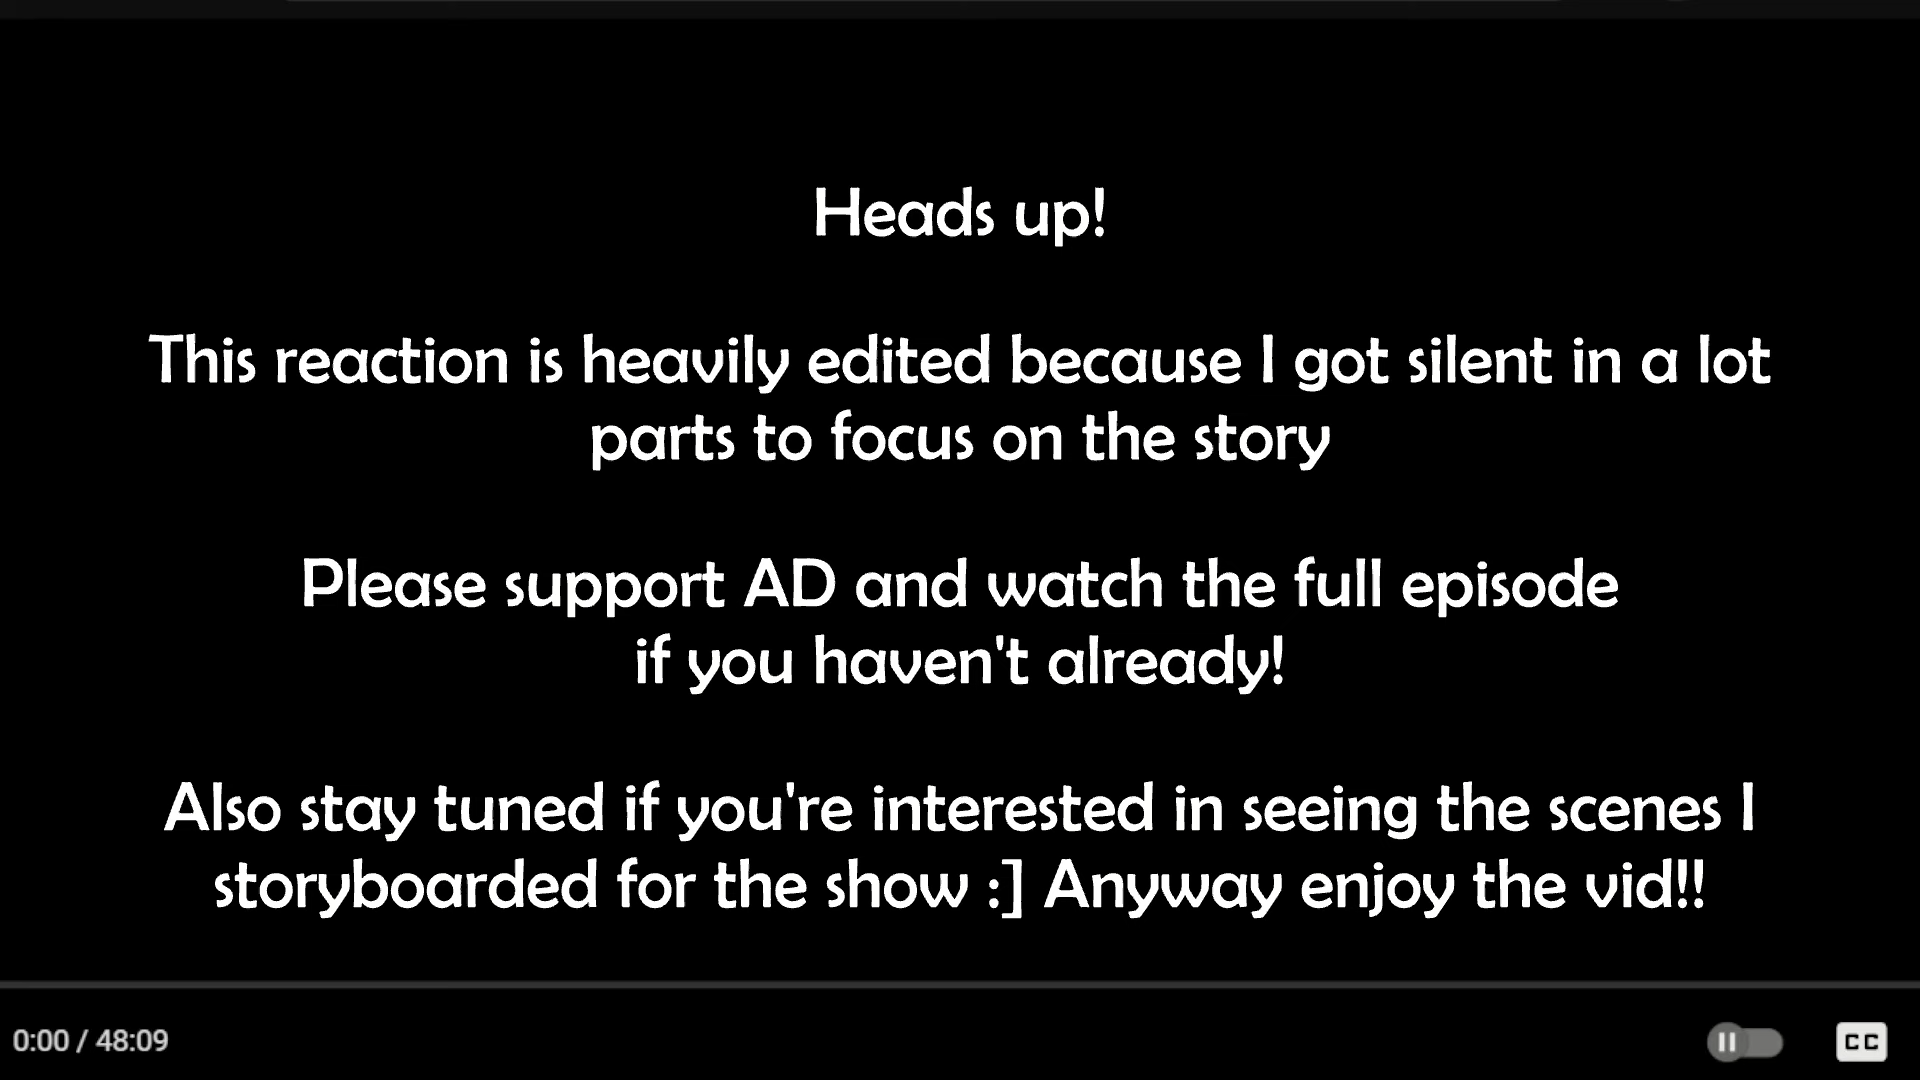 Heads up!
This reaction is heavily edited because I got silent in a lot
parts to focus on the story
Please support AD and watch the full episode
if you haven't already!
Also stay tuned if you're interested in seeing the scenes I
storyboarded for the show :] Anyway enjoy the vid!!
0:00 / 48:09
CC